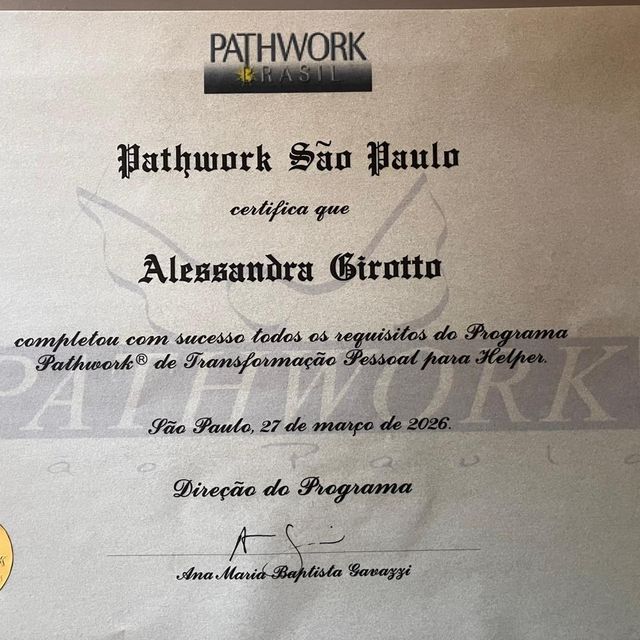 PATHWORK
BRASIL
Pathwork São Paulo
certifica que
Alessandra Girotto
completou com sucesso todos os requisitos do Programa
Pathwork® de Transformação Pessoal para Helper.
PATHWORK
São Paulo, 27 de março de 2026.
São Paulo
Direção do Programa
Ana Maria Baptista Gavazzi